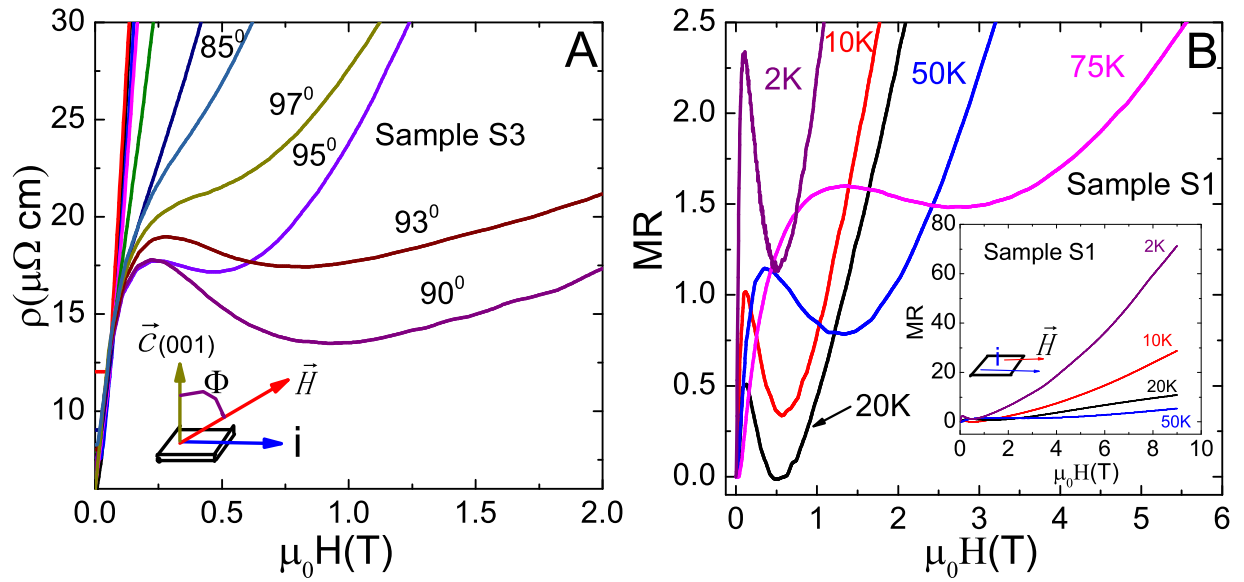 A
30
25
20
15
10
ρ(μΩ cm)
85⁰
97⁰
95⁰
Sample S3
93⁰
90⁰
C⃗(001)
Φ
H⃗
i
0.0 0.5 1.0 1.5 2.0
μ₀H(T)
B
2.5
2.0
1.5
1.0
0.5
0.0
MR
2K
10K
50K
75K
Sample S1
20K
0 1 2 3 4 5 6
μ₀H(T)
80
60
40
20
0
MR
Sample S1
2K
i
H⃗
10K
20K
50K
0 2 4 6 8 10
μ₀H(T)